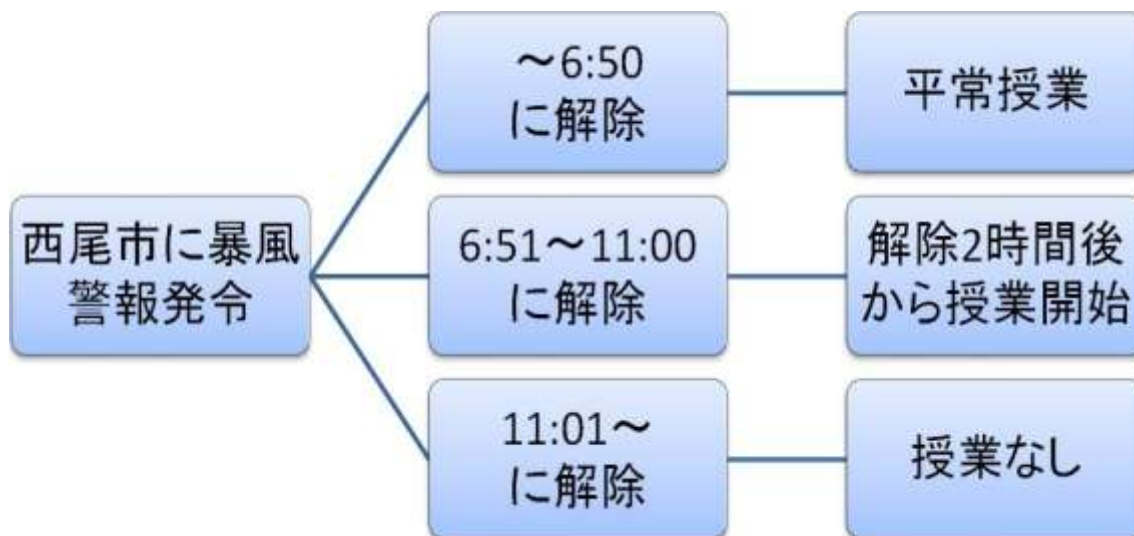 西尾市に暴風
警報発令
～6:50
に解除
平常授業
6:51～11:00
に解除
解除2時間後
から授業開始
11:01～
に解除
授業なし